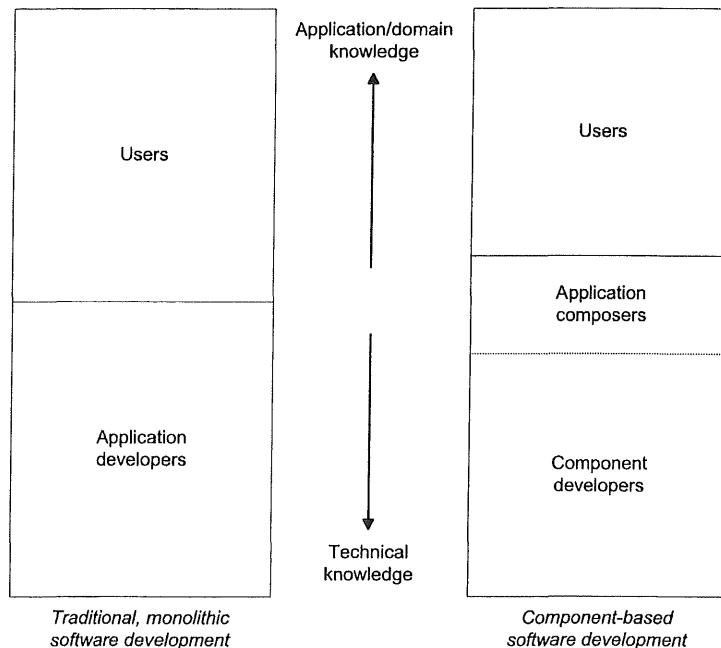 Application/domain
knowledge
Users
Users
Application
composers
Application
developers
Component
developers
Technical
knowledge
Traditional, monolithic
software development
Component-based
software development